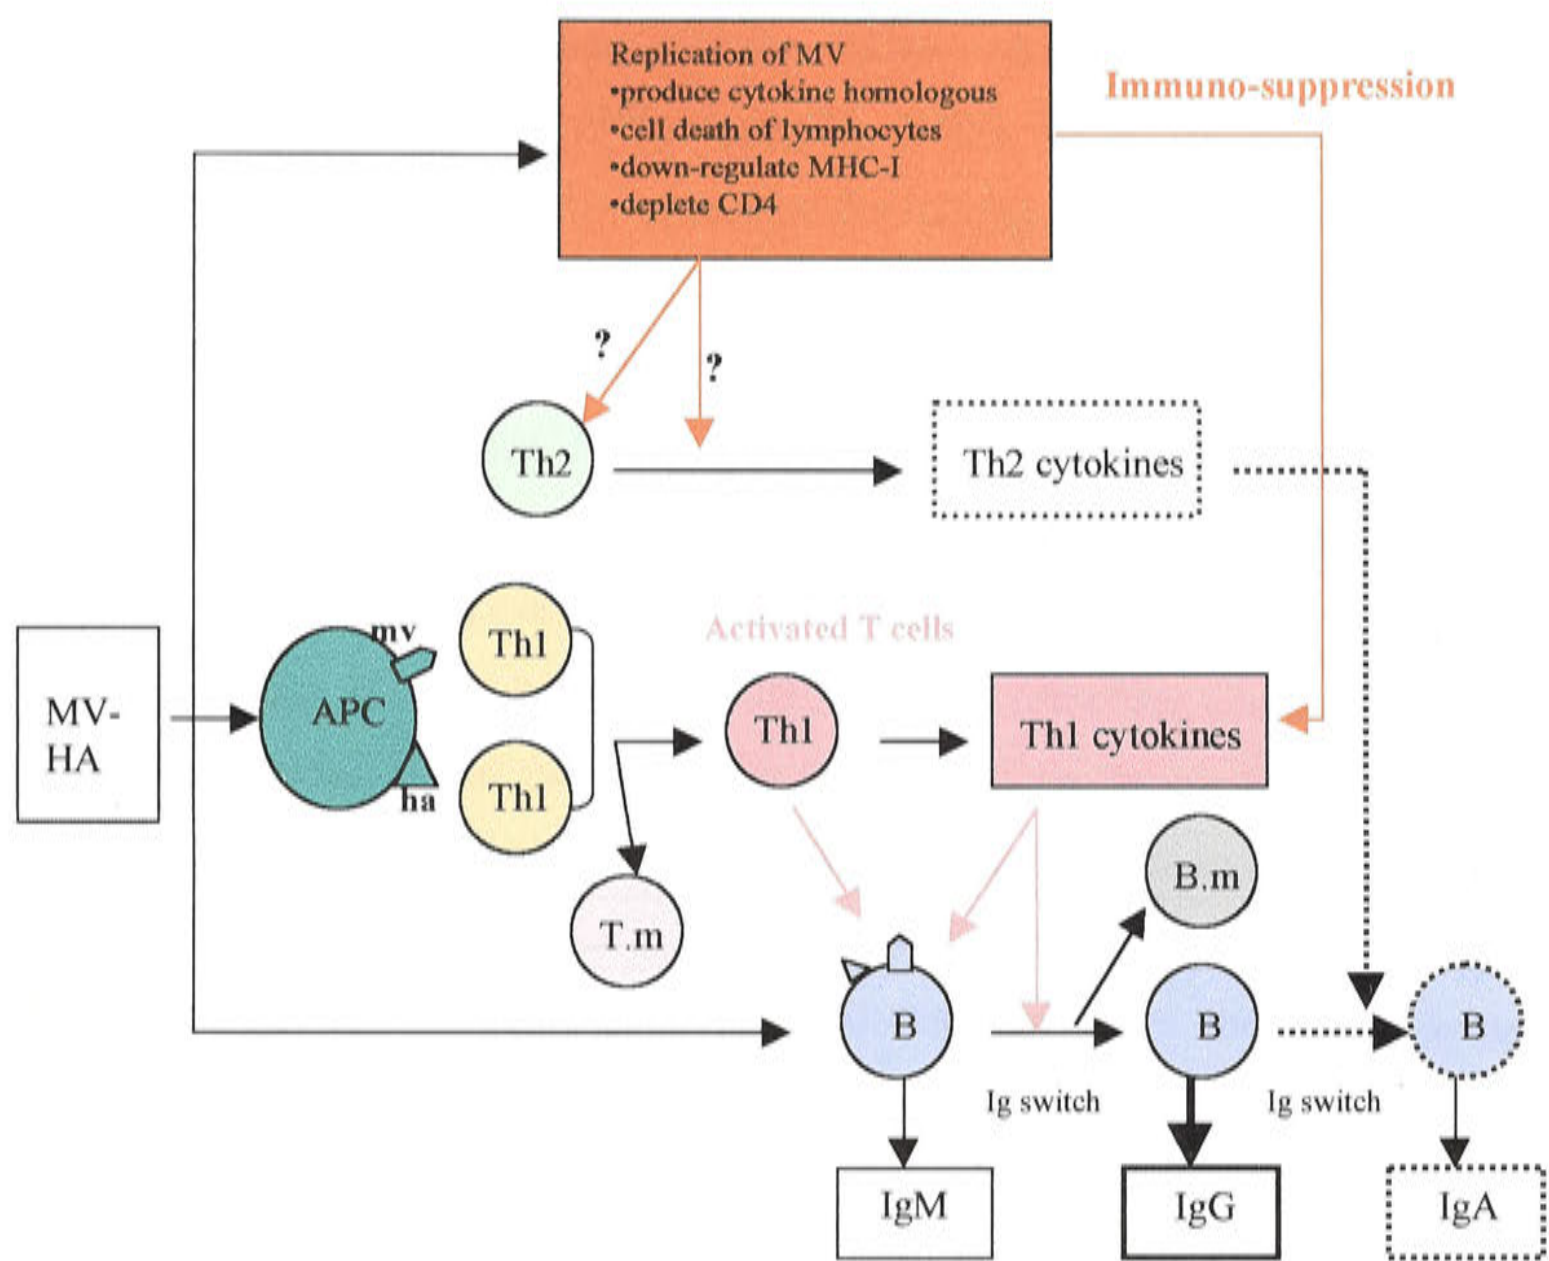 Replication of MV
•produce cytokine homologous
•cell death of lymphocytes
•down-regulate MHC-I
•deplete CD4
Immuno-suppression
?
?
Th2
Th2 cytokines
mv
Th1
Activated T cells
MV-
HA
APC
Th1
Th1 cytokines
ha
Th1
B.m
T.m
B
B
B
Ig switch
Ig switch
IgM
IgG
IgA